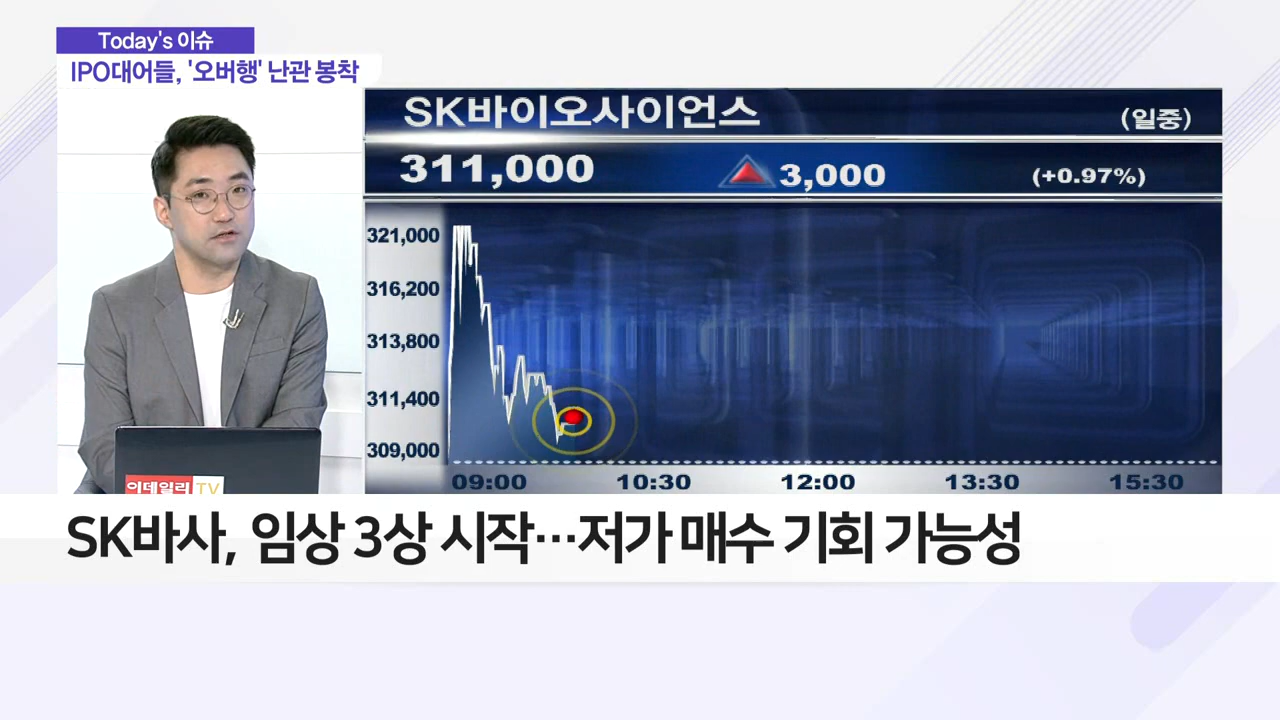 Today's 이슈
IPO대어들, '오버행' 난관 봉착
SK바이오사이언스 (일중)
311,000 3,000 (+0.97%)
321,000
316,200
313,800
311,400
309,000
09:00 10:30 12:00 13:30 15:30
이데일리 TV
SK바사, 임상 3상 시작…저가 매수 기회 가능성